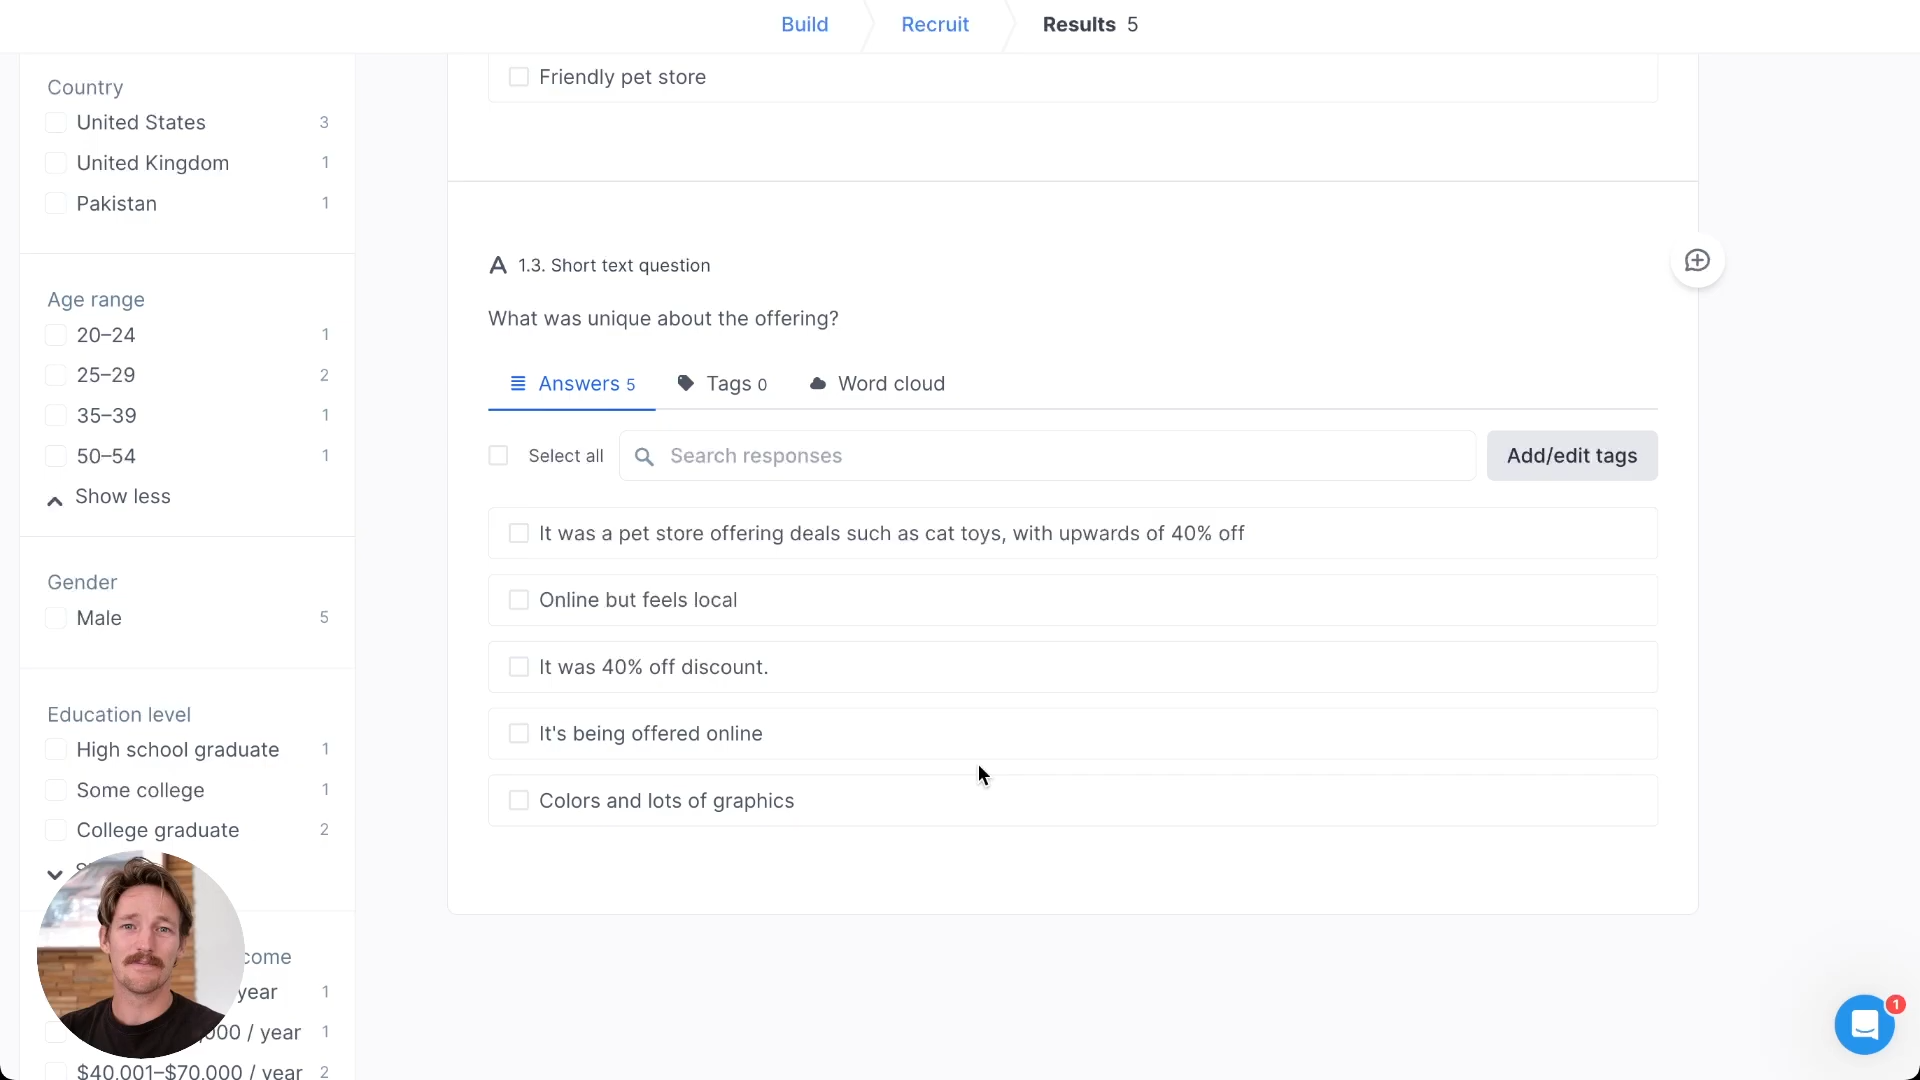 Build
Recruit
Results 5
Country
United States 3
United Kingdom 1
Pakistan 1
Age range
20–24 1
25–29 2
35–39 1
50–54 1
Show less
Gender
Male 5
Education level
High school graduate 1
Some college 1
College graduate 2
come
year 1
000 / year 1
$40,001–$70,000 / year 2
Friendly pet store
1.3. Short text question
What was unique about the offering?
Answers 5
Tags 0
Word cloud
Select all
Search responses
Add/edit tags
It was a pet store offering deals such as cat toys, with upwards of 40% off
Online but feels local
It was 40% off discount.
It's being offered online
Colors and lots of graphics
1